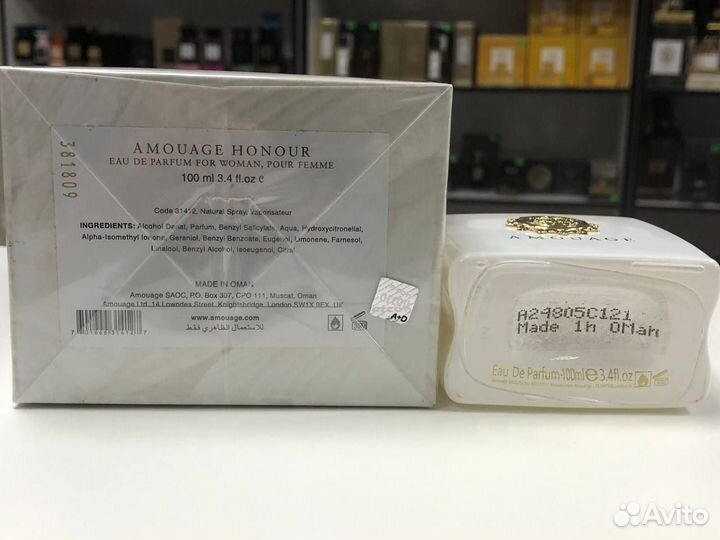 381809
AMOUAGE HONOUR
EAU DE PARFUM FOR WOMAN, POUR FEMME
100 ml 3.4 fl.oz e
Code 31412, Natural Spray, Vaporisateur
INGREDIENTS: Alcohol Denat, Parfum, Benzyl Salicylate, Aqua, Hydroxycitronellal,
Alpha-Isomethyl Ionone, Geraniol, Benzyl Benzoate, Eugenol, Limonene, Farnesol,
Linalool, Benzyl Alcohol, Isoeugenol, Citral
MADE IN OMAN
Amouage SAOC, P.O. Box 307, CPO 111, Muscat, Oman
Amouage Ltd, 14 Lowndes Street, Knightsbridge, London SW1X 9EX, UK
www.amouage.com
للاستعمال الظاهري فقط
A+D
AMOUAGE
A24805C121
Made in OMan
Eau De Parfum-100ml e 3.4fl.oz
Avito